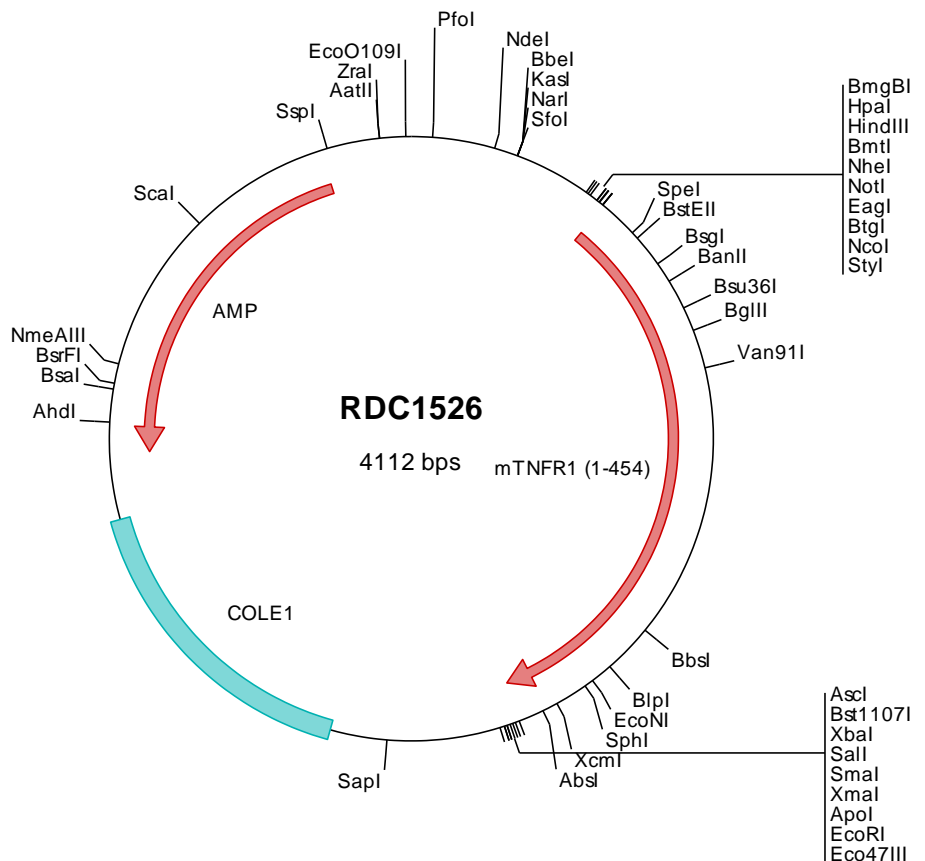 PfoI
EcoO109I
ZraI
AatII
SspI
ScaI
NdeI
BbeI
KasI
NarI
SfoI
BmgBI
HpaI
HindIII
BmtI
NheI
NotI
EagI
BtgI
NcoI
StyI
SpeI
BstEII
BsgI
BanII
Bsu36I
BglII
Van91I
AMP
NmeAIII
BsrFI
BsaI
AhdI
RDC1526
4112 bps
mTNFR1 (1-454)
COLE1
BbsI
BlpI
EcoNI
SphI
XcmI
AbsI
SapI
AscI
Bst1107I
XbaI
SalI
SmaI
XmaI
ApoI
EcoRI
Eco47III